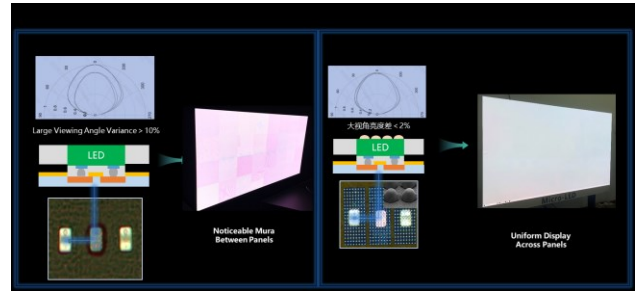 Large Viewing Angle Variance > 10%
LED
Noticeable Mura
Between Panels
大视角亮度差 < 2%
LED
Uniform Display
Across Panels